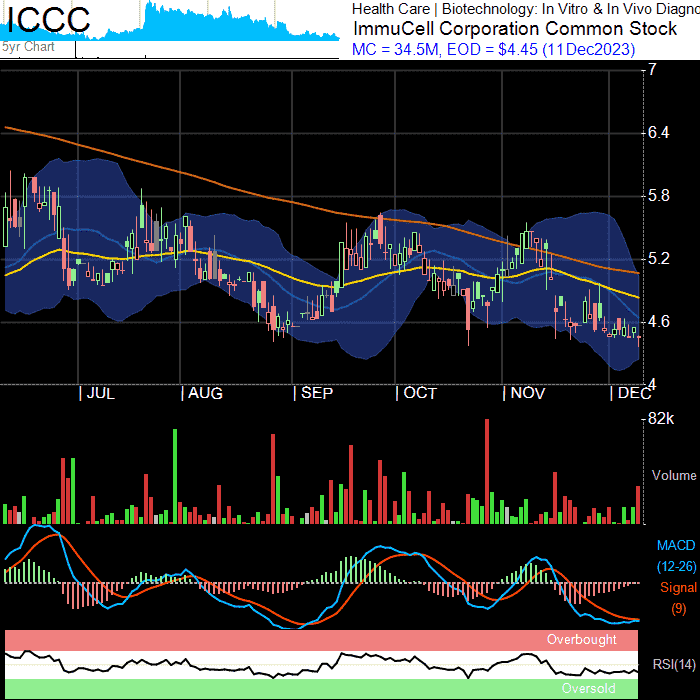 ICCC
5yr Chart
Health Care | Biotechnology: In Vitro & In Vivo Diagno
ImmuCell Corporation Common Stock
MC = 34.5M, EOD = $4.45 (11Dec2023)
7
6.4
5.8
5.2
4.6
4
| JUL | AUG | SEP | OCT | NOV | DEC
82k
Volume
MACD
(12-26)
Signal
(9)
Overbought
RSI(14)
Oversold